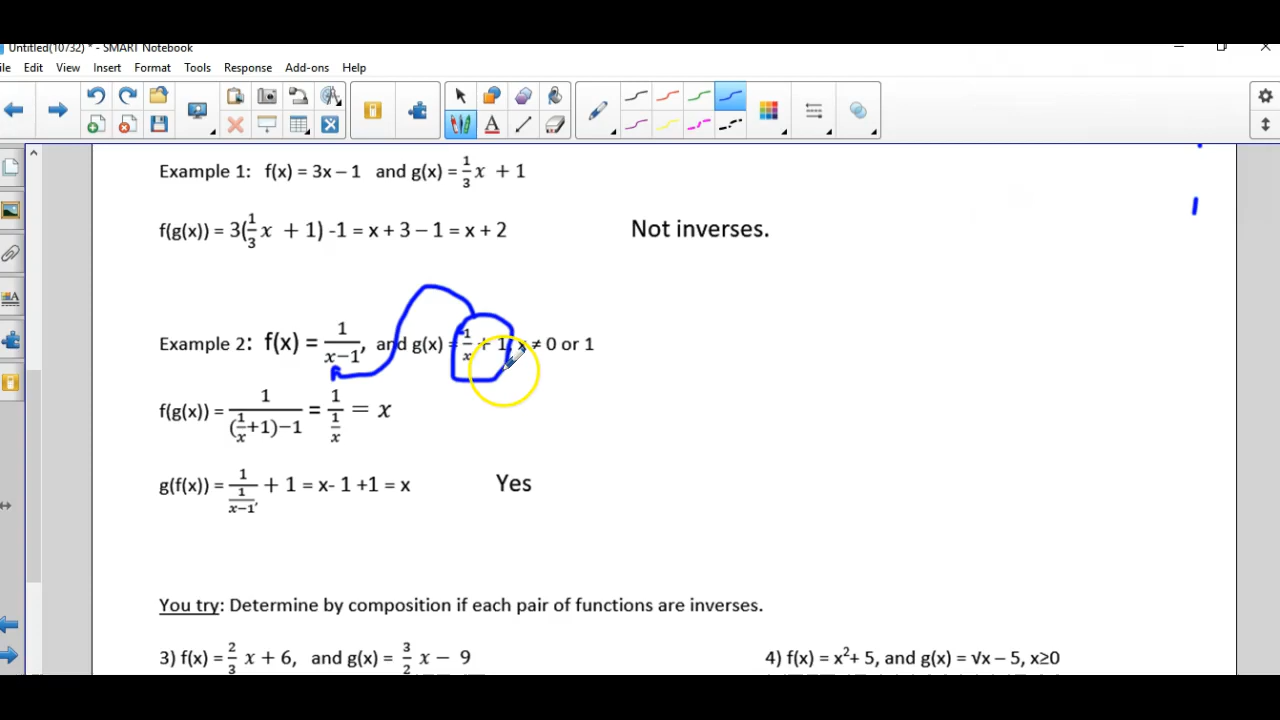 Untitled(10/32) * - SMART Notebook
ile Edit View Insert Format Tools Response Add-ons Help
Example 1: f(x) = 3x – 1 and g(x) = 1/3 x + 1
f(g(x)) = 3(1/3 x + 1) -1 = x + 3 – 1 = x + 2 Not inverses.
Example 2: f(x) = 1/(x−1), and g(x) = 1/x + 1, x ≠ 0 or 1
f(g(x)) = 1/((1/x+1)−1) = 1/(1/x) = x
g(f(x)) = 1/(1/(x−1),) + 1 = x- 1 +1 = x Yes
You try: Determine by composition if each pair of functions are inverses.
3) f(x) = 2/3 x + 6, and g(x) = 3/2 x − 9 4) f(x) = x²+ 5, and g(x) = √x – 5, x≥0